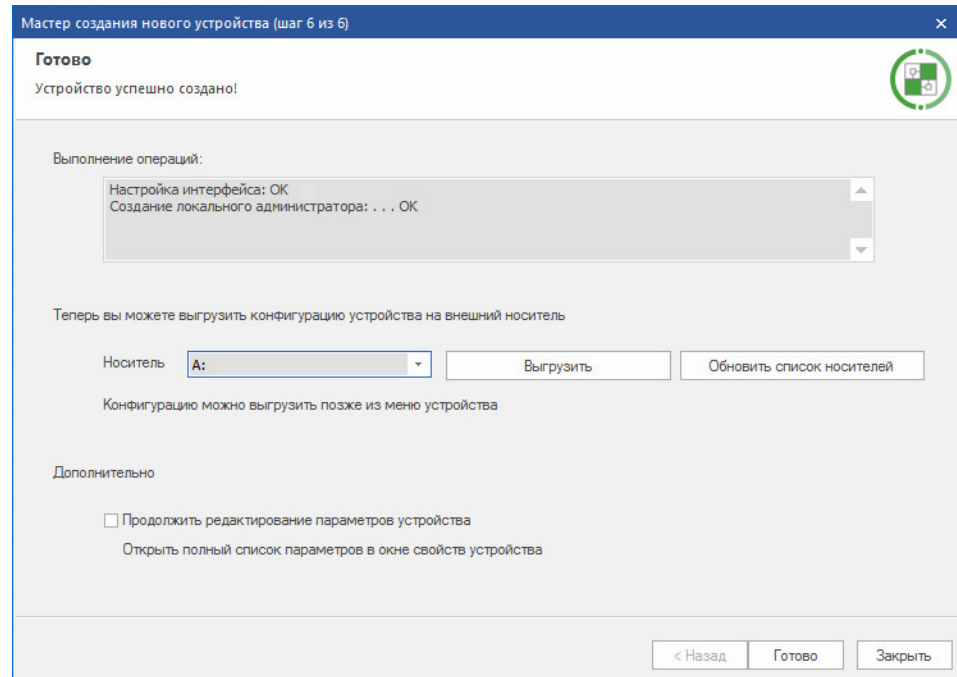 Мастер создания нового устройства (шаг 6 из 6)
Готово
Устройство успешно создано!
Выполнение операций:
Настройка интерфейса: OK
Создание локального администратора: . . . OK
Теперь вы можете выгрузить конфигурацию устройства на внешний носитель
Носитель A: Выгрузить Обновить список носителей
Конфигурацию можно выгрузить позже из меню устройства
Дополнительно
Продолжить редактирование параметров устройства
Открыть полный список параметров в окне свойств устройства
< Назад Готово Закрыть